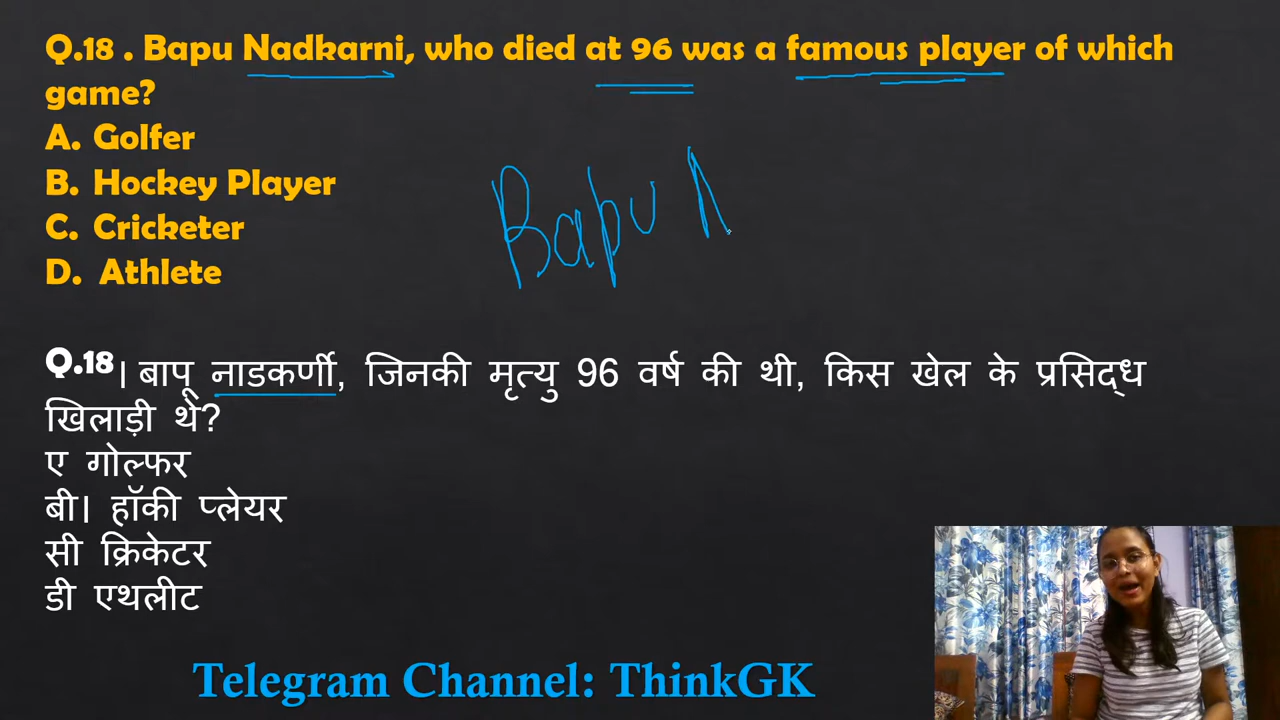 Q.18 . Bapu Nadkarni, who died at 96 was a famous player of which
game?
A. Golfer
B. Hockey Player
C. Cricketer
D. Athlete
Bapu N
Q.18। बापू नाडकर्णी, जिनकी मृत्यु 96 वर्ष की थी, किस खेल के प्रसिद्ध
खिलाड़ी थे?
ए गोल्फर
बी। हॉकी प्लेयर
सी क्रिकेटर
डी एथलीट
Telegram Channel: ThinkGK